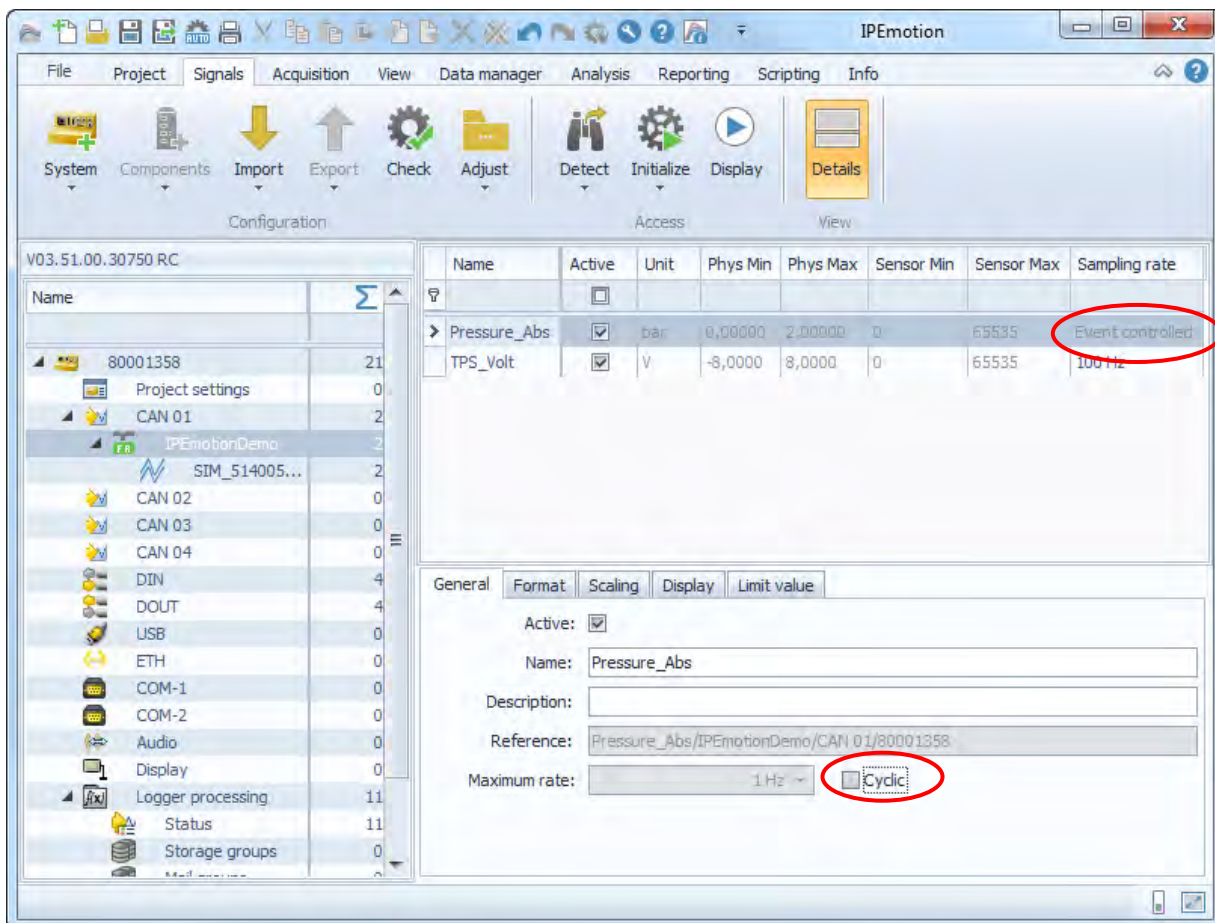 IPEmotion
File Project Signals Acquisition View Data manager Analysis Reporting Scripting Info
AUTO
System Components Import Export Check Adjust Detect Initialize Display Details
Configuration Access View
V03.51.00.30750 RC
Name Σ
80001358 21
Project settings 0
CAN 01 2
IPEmotionDemo 2
SIM_514005... 2
CAN 02 0
CAN 03 0
CAN 04 0
DIN 4
DOUT 4
USB 0
ETH 0
COM-1 0
COM-2 0
Audio 0
Display 0
Logger processing 11
Status 11
Storage groups 0
Name Active Unit Phys Min Phys Max Sensor Min Sensor Max Sampling rate
Pressure_Abs bar 0,00000 2,00000 0 65535 Event controlled
TPS_Volt V -8,0000 8,0000 0 65535 100 Hz
General Format Scaling Display Limit value
Active:
Name: Pressure_Abs
Description:
Reference: Pressure_Abs/IPEmotionDemo/CAN 01/80001358
Maximum rate: 1 Hz Cyclic